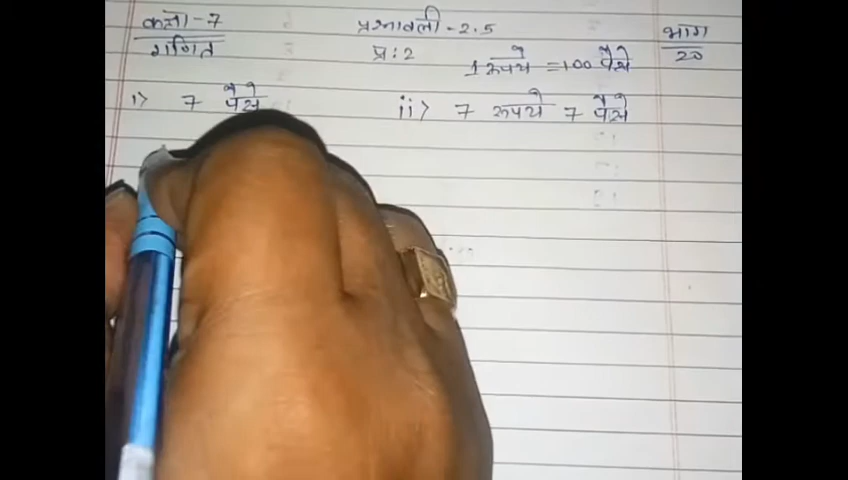 कक्षा-7 प्रश्नावली-2.5 भाग
गणित प्र:2 20
1 रूपये =100 पैसे
i> 7 पैसे ii> 7 रूपये 7 पैसे